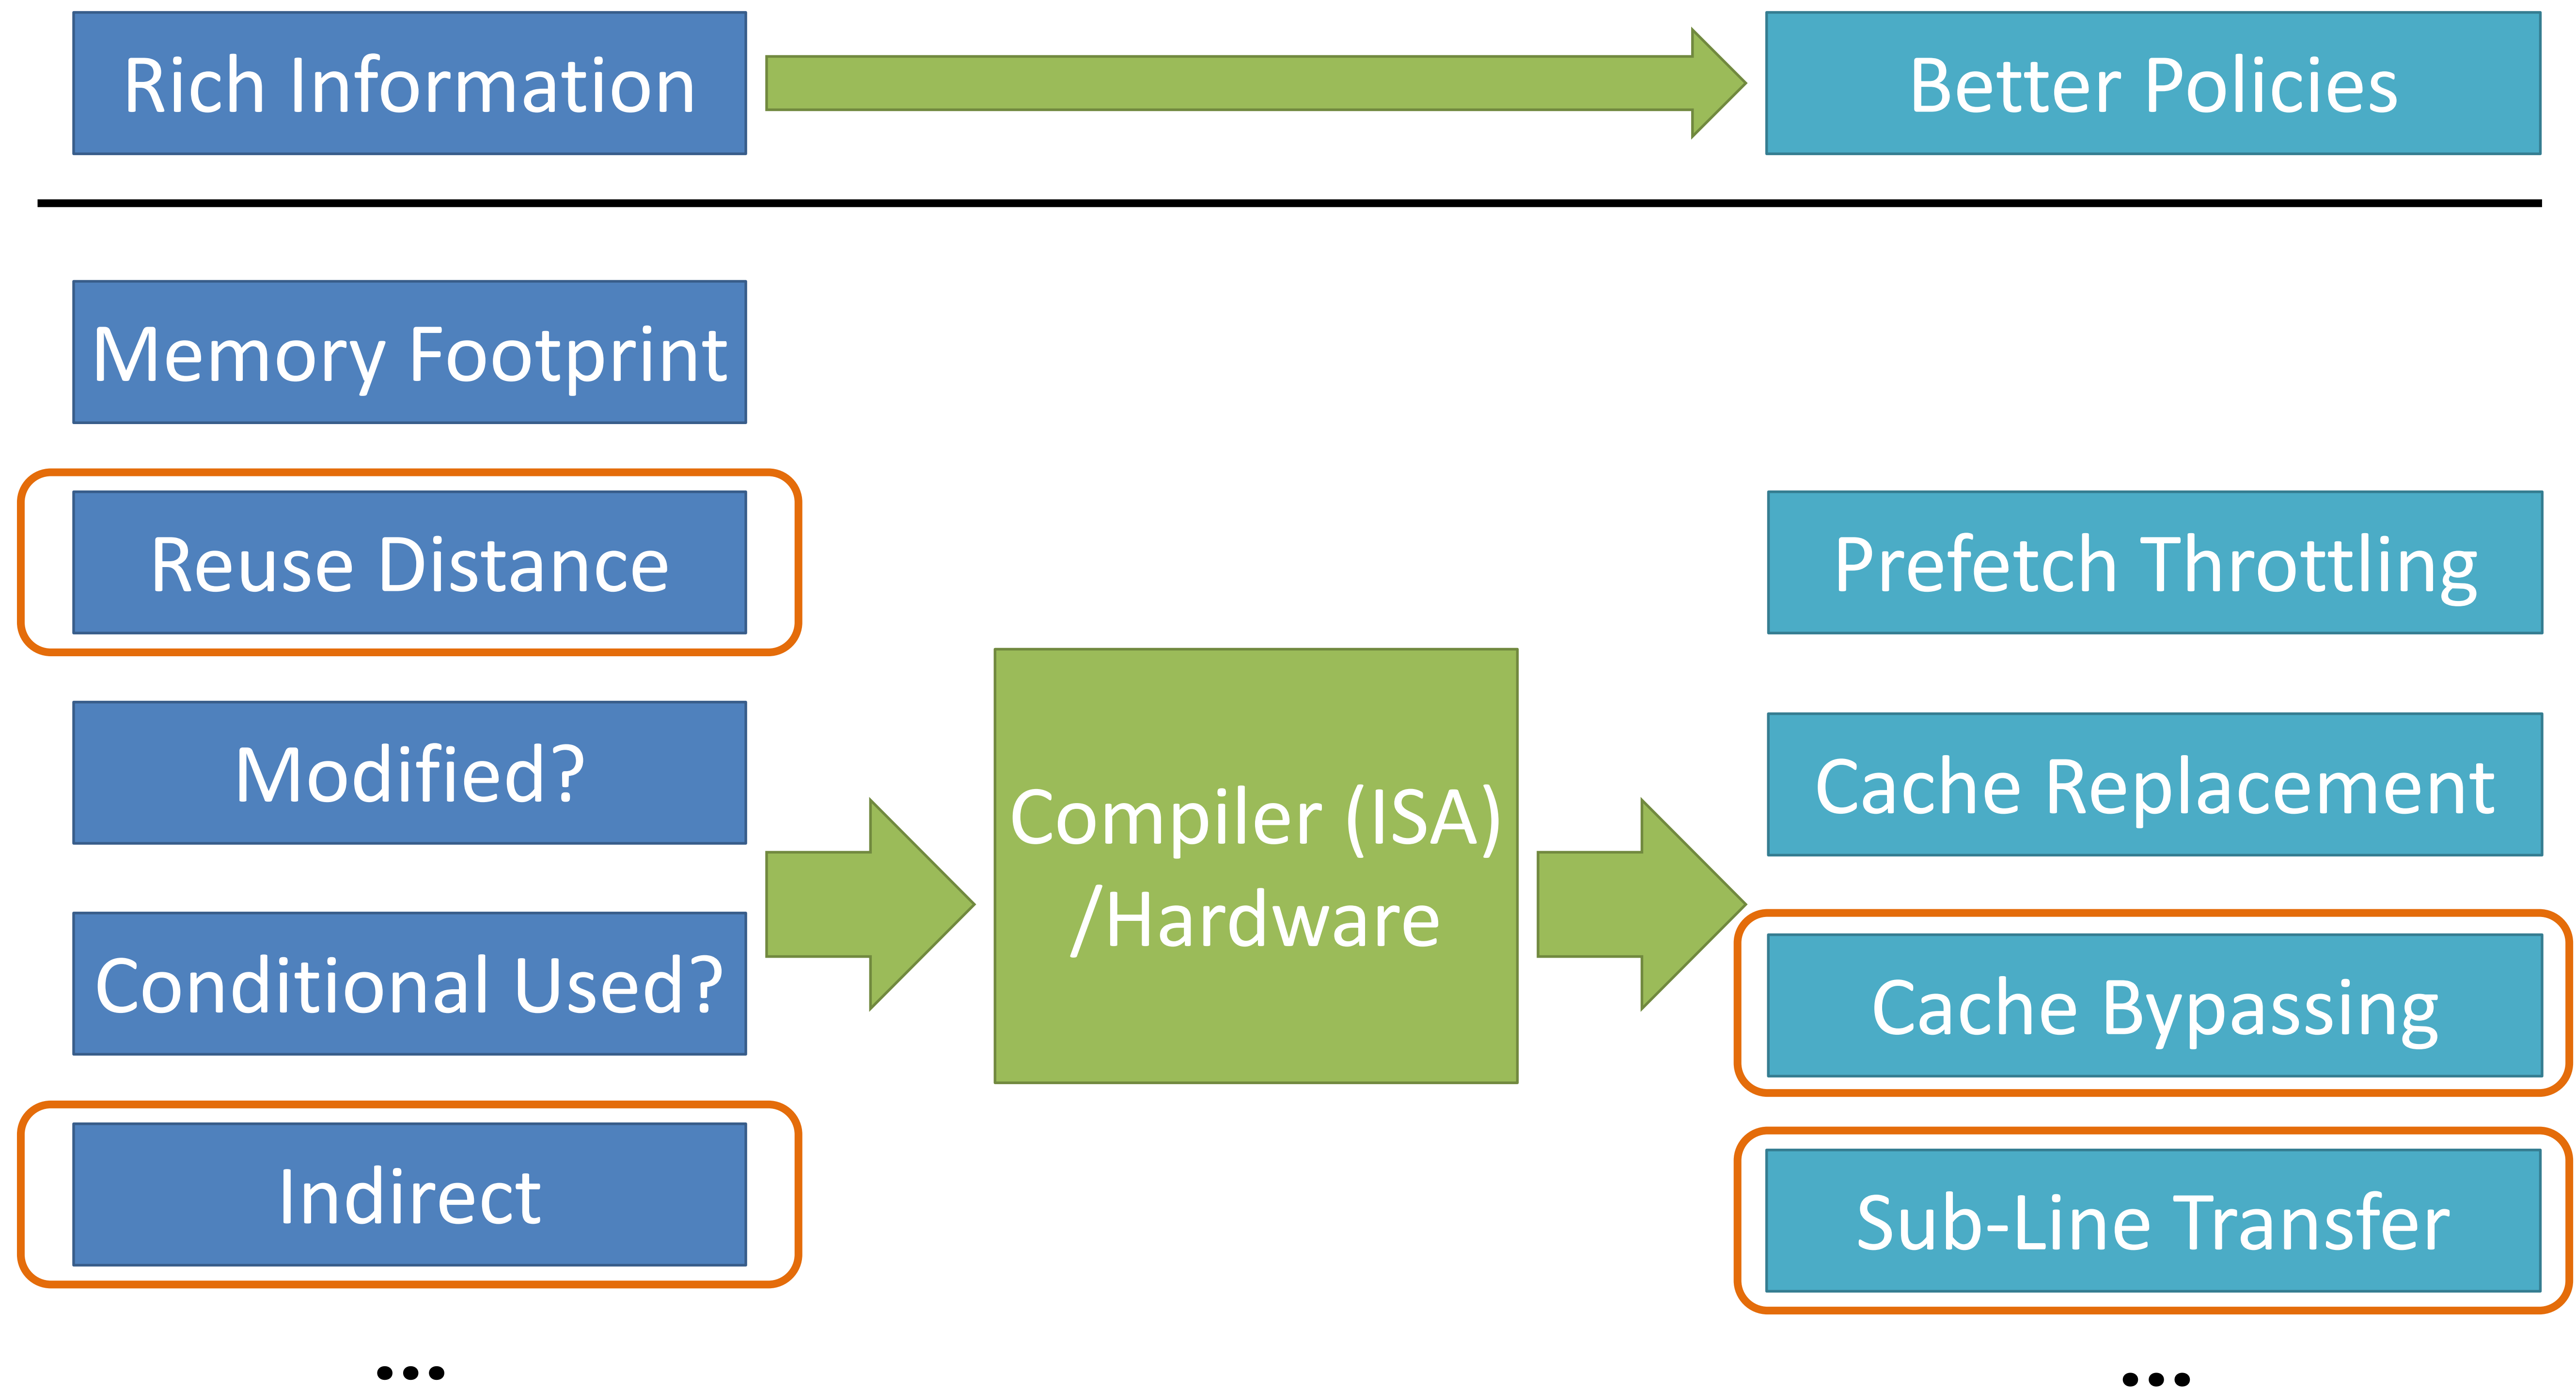 Rich Information
Better Policies
Memory Footprint
Reuse Distance
Modified?
Conditional Used?
Indirect
...
Compiler (ISA)
/Hardware
Prefetch Throttling
Cache Replacement
Cache Bypassing
Sub-Line Transfer
...